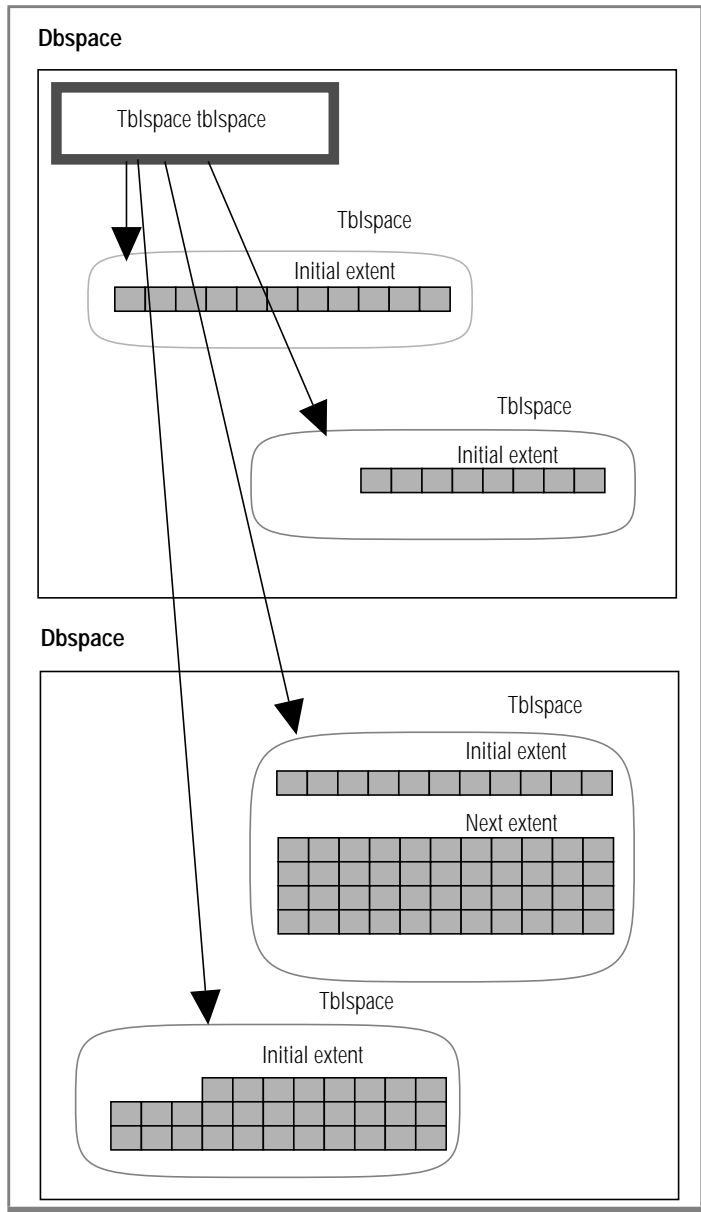 Dbspace
Tblspace tblspace
Tblspace
Initial extent
Tblspace
Initial extent
Dbspace
Tblspace
Initial extent
Next extent
Tblspace
Initial extent